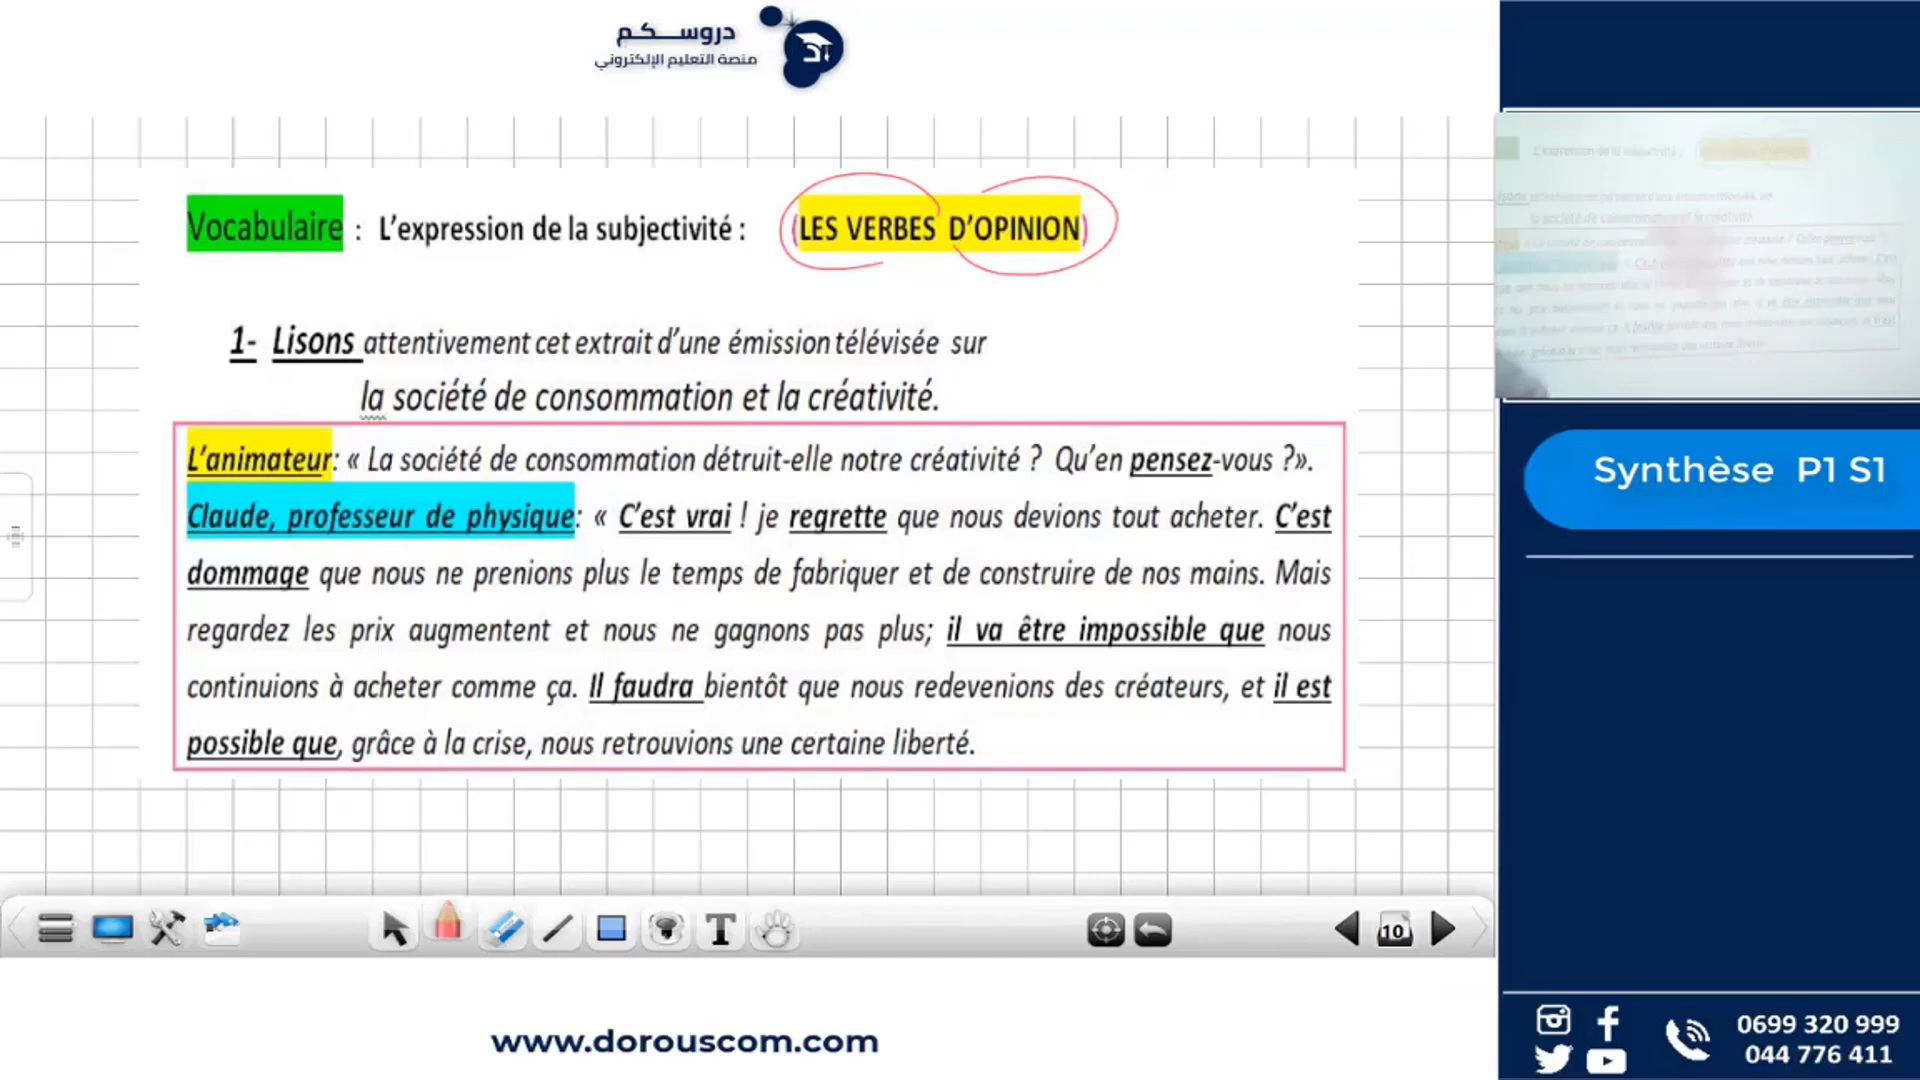 دروسكم
منصة التعليم الإلكتروني
Vocabulaire : L'expression de la subjectivité : (LES VERBES D'OPINION)
1- Lisons attentivement cet extrait d'une émission télévisée sur
la société de consommation et la créativité.
L'animateur: « La société de consommation détruit-elle notre créativité ? Qu'en pensez-vous ?».
Claude, professeur de physique: « C'est vrai ! je regrette que nous devions tout acheter. C'est
dommage que nous ne prenions plus le temps de fabriquer et de construire de nos mains. Mais
regardez les prix augmentent et nous ne gagnons pas plus; il va être impossible que nous
continuions à acheter comme ça. Il faudra bientôt que nous redevenions des créateurs, et il est
possible que, grâce à la crise, nous retrouvions une certaine liberté.
Synthèse P1 S1
T
10
www.dorouscom.com
0699 320 999
044 776 411